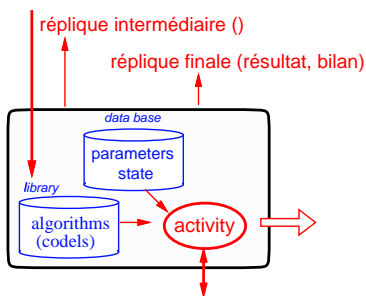 réplique intermédiaire ()
réplique finale (résultat, bilan)
data base
parameters
state
library
algorithms
(codels)
activity